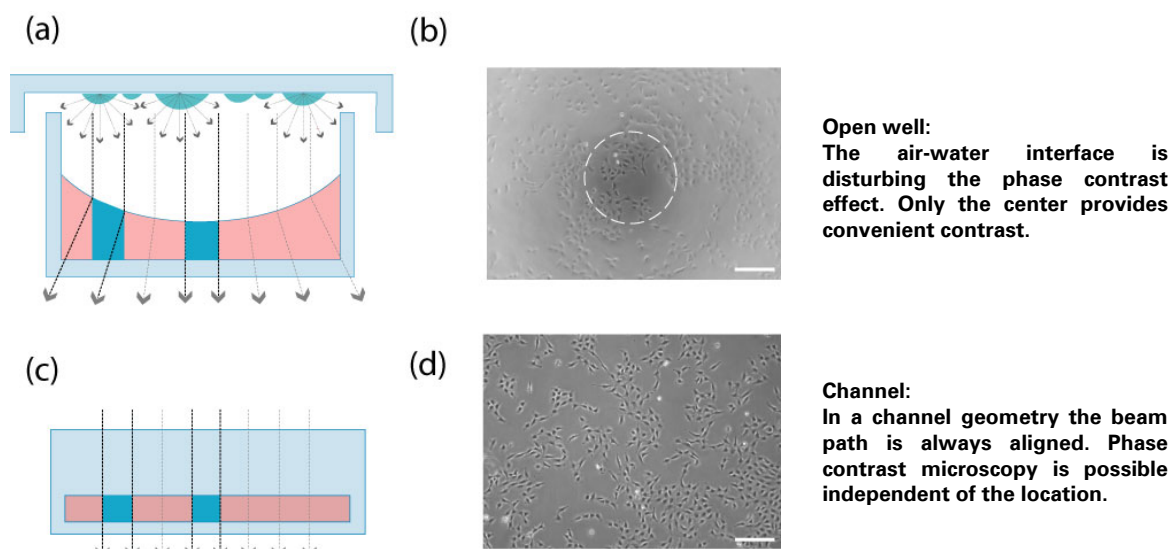 (a)
(b)
Open well:
The air-water interface is
disturbing the phase contrast
effect. Only the center provides
convenient contrast.
(c)
(d)
Channel:
In a channel geometry the beam
path is always aligned. Phase
contrast microscopy is possible
independent of the location.